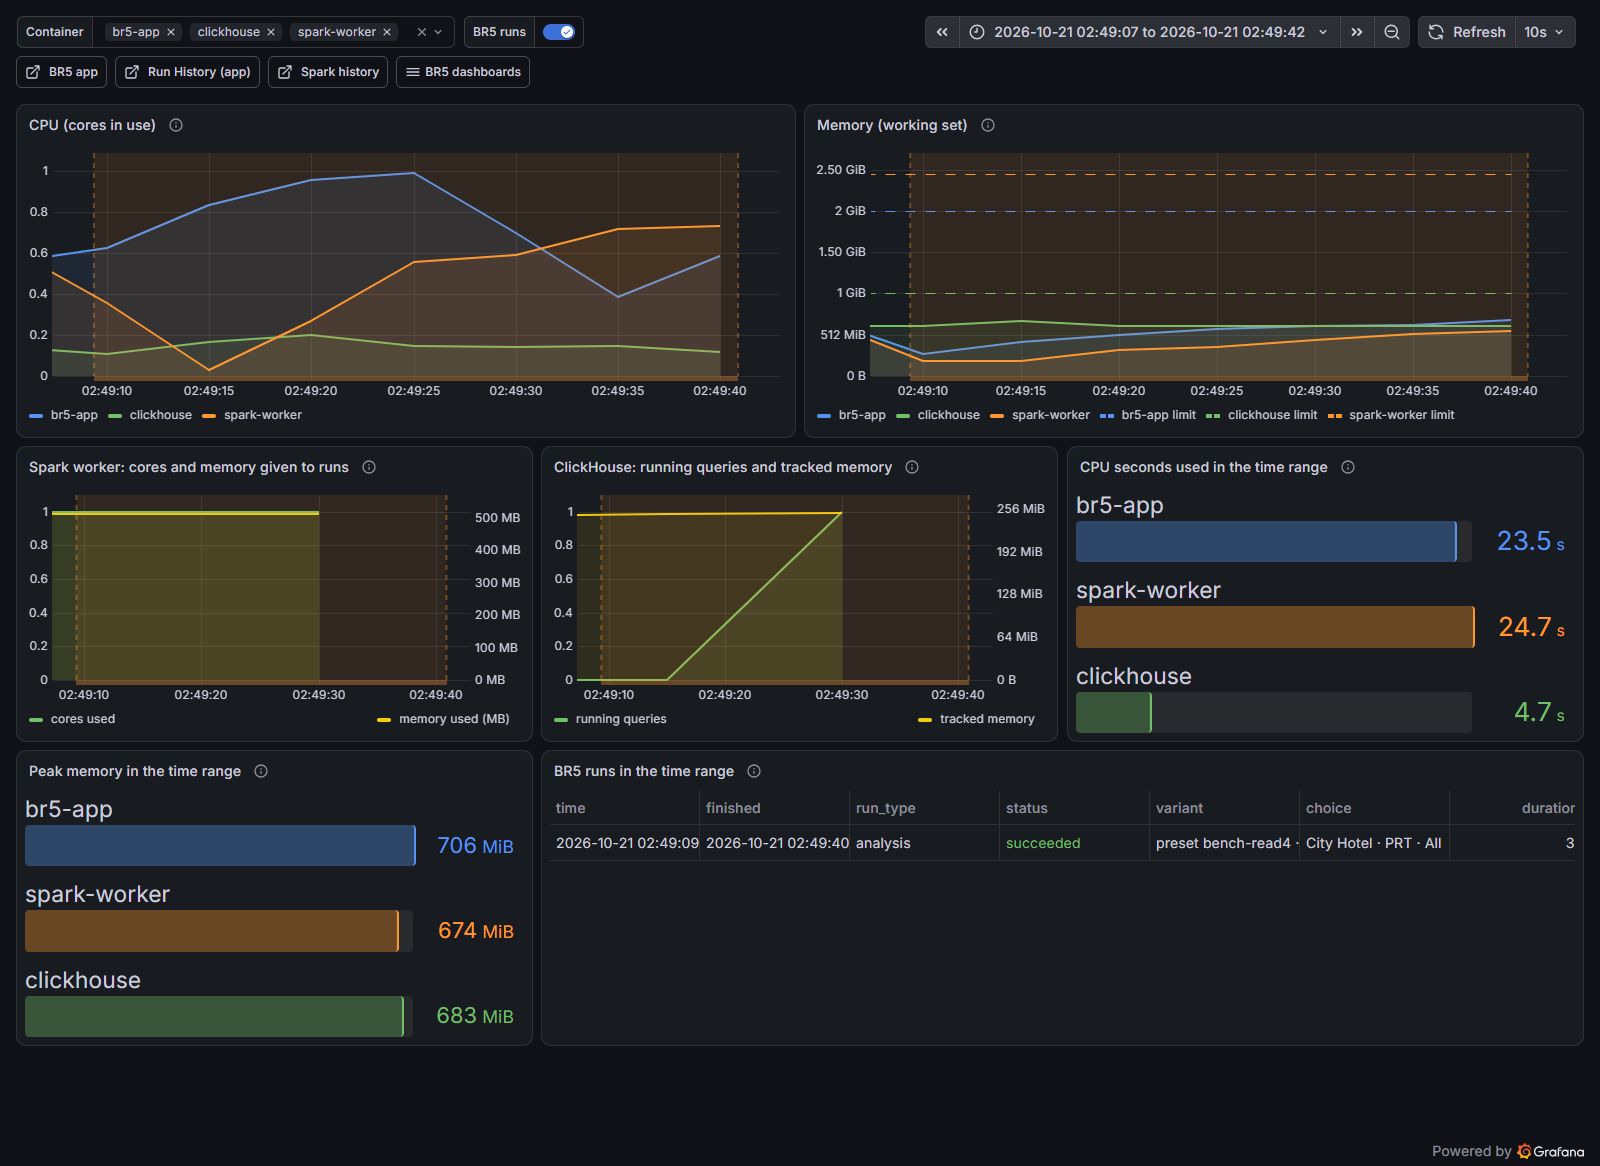 Container br5-app × clickhouse × spark-worker × BR5 runs 2026-10-21 02:49:07 to 2026-10-21 02:49:42 Refresh 10s
BR5 app Run History (app) Spark history BR5 dashboards
CPU (cores in use)
1
0.8
0.6
0.4
0.2
0
02:49:10 02:49:15 02:49:20 02:49:25 02:49:30 02:49:35 02:49:40
br5-app clickhouse spark-worker
Memory (working set)
2.50 GiB
2 GiB
1.50 GiB
1 GiB
512 MiB
0 B
02:49:10 02:49:15 02:49:20 02:49:25 02:49:30 02:49:35 02:49:40
br5-app clickhouse spark-worker br5-app limit clickhouse limit spark-worker limit
Spark worker: cores and memory given to runs
1
0.8
0.6
0.4
0.2
0
500 MB
400 MB
300 MB
200 MB
100 MB
0 MB
02:49:10 02:49:20 02:49:30 02:49:40
cores used memory used (MB)
ClickHouse: running queries and tracked memory
1
0.8
0.6
0.4
0.2
0
256 MiB
192 MiB
128 MiB
64 MiB
0 B
02:49:10 02:49:20 02:49:30 02:49:40
running queries tracked memory
CPU seconds used in the time range
br5-app
23.5 s
spark-worker
24.7 s
clickhouse
4.7 s
Peak memory in the time range
br5-app
706 MiB
spark-worker
674 MiB
clickhouse
683 MiB
BR5 runs in the time range
time finished run_type status variant choice duration
2026-10-21 02:49:09 2026-10-21 02:49:40 analysis succeeded preset bench-read4 · City Hotel · PRT · All 3
Powered by Grafana